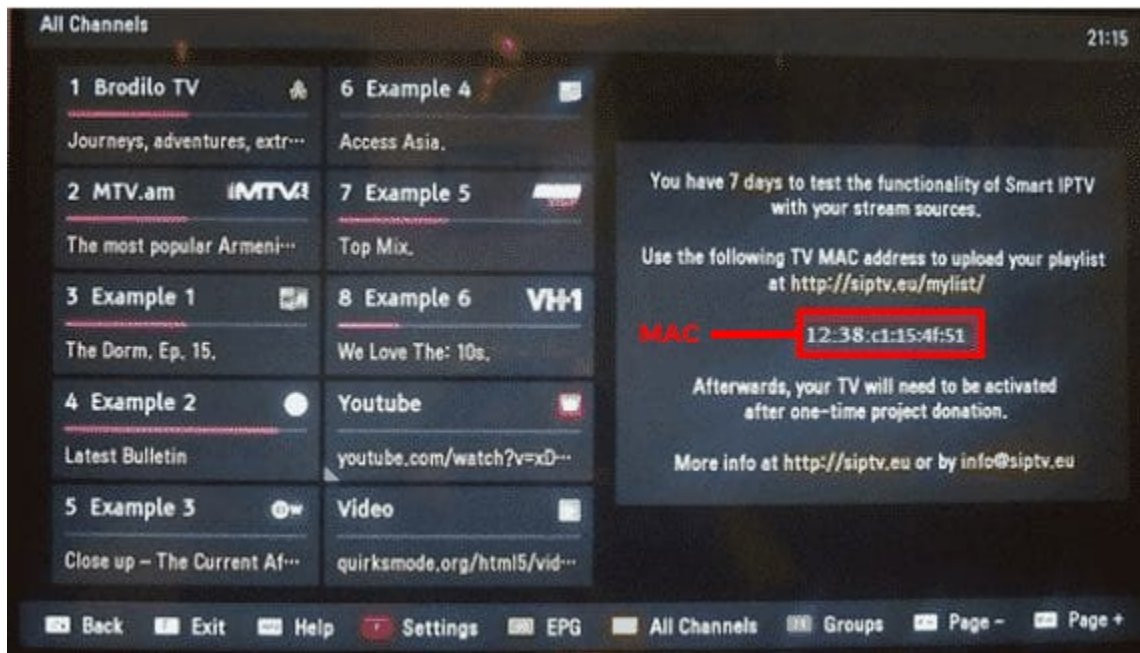 All Channels
21:15
1 Brodilo TV
Journeys, adventures, extr···
2 MTV.am
MTV
The most popular Armeni···
3 Example 1
The Dorm. Ep. 15.
4 Example 2
Latest Bulletin
5 Example 3
Close up – The Current Af···
6 Example 4
Access Asia.
7 Example 5
Top Mix.
8 Example 6
VH1
We Love The: 10s.
Youtube
youtube.com/watch?v=xD···
Video
quirksmode.org/html5/vid···
You have 7 days to test the functionality of Smart IPTV
with your stream sources.
Use the following TV MAC address to upload your playlist
at http://siptv.eu/mylist/
MAC
12:38:c1:15:4f:51
Afterwards, your TV will need to be activated
after one-time project donation.
More info at http://siptv.eu or by info@siptv.eu
Back
Exit
Help
Settings
EPG
All Channels
Groups
Page -
Page +